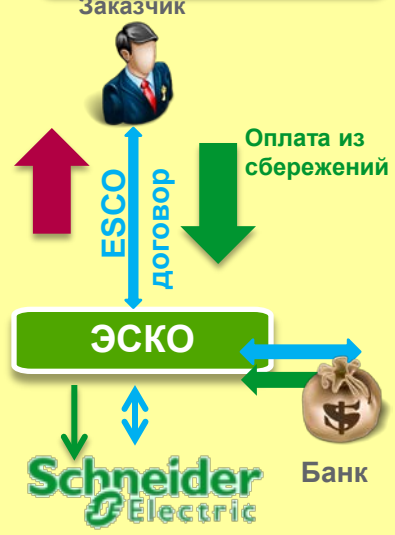 Заказчик
Оплата из
сбережений
ESCO
договор
ЭСКО
$
Банк
Schneider
Electric